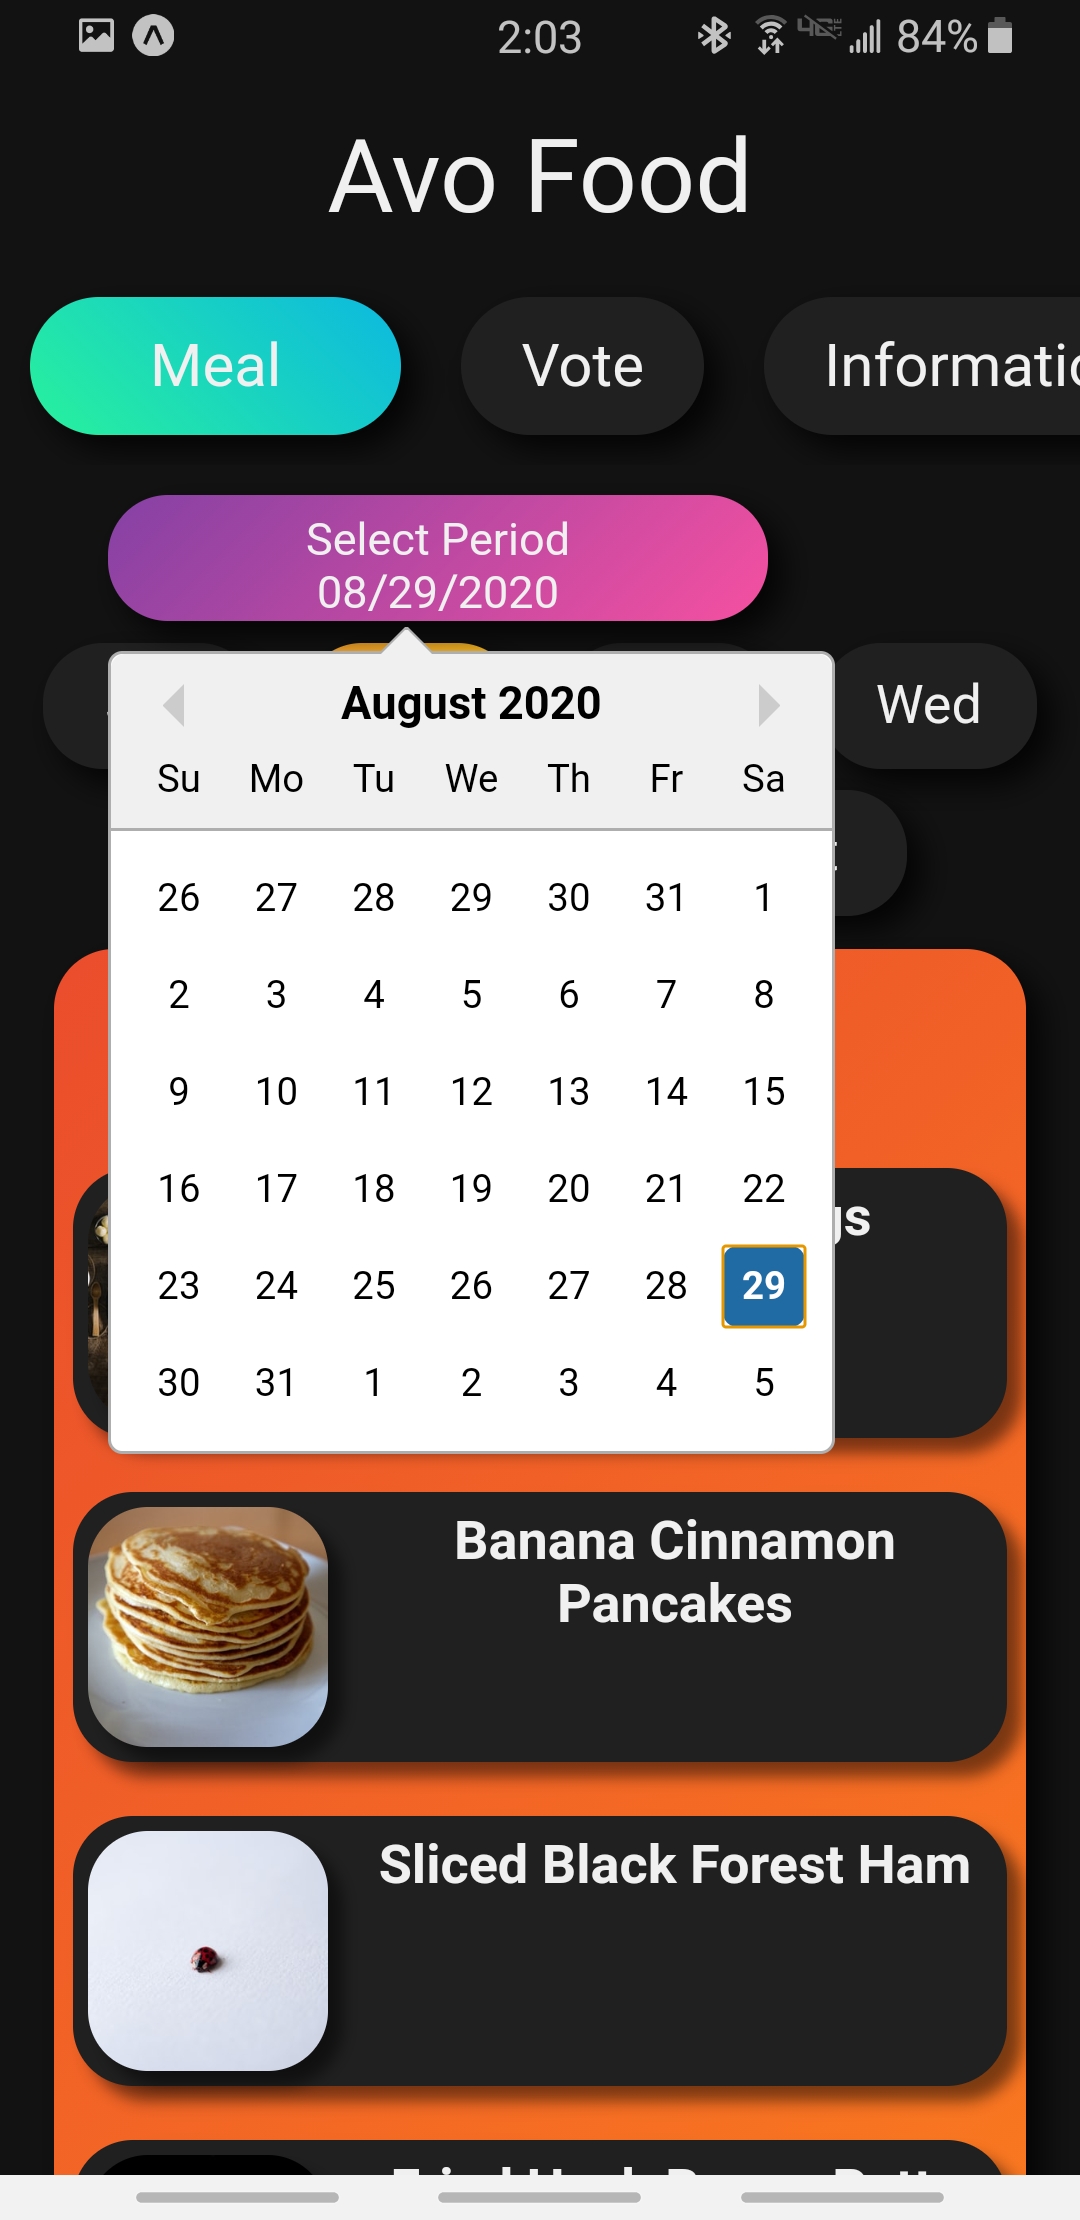 2:03
84%
Avo Food
Meal
Vote
Informatio
Select Period
08/29/2020
August 2020
Wed
Su Mo Tu We Th Fr Sa
26 27 28 29 30 31 1
2 3 4 5 6 7 8
9 10 11 12 13 14 15
16 17 18 19 20 21 22
23 24 25 26 27 28 29
30 31 1 2 3 4 5
gs
Banana Cinnamon
Pancakes
Sliced Black Forest Ham